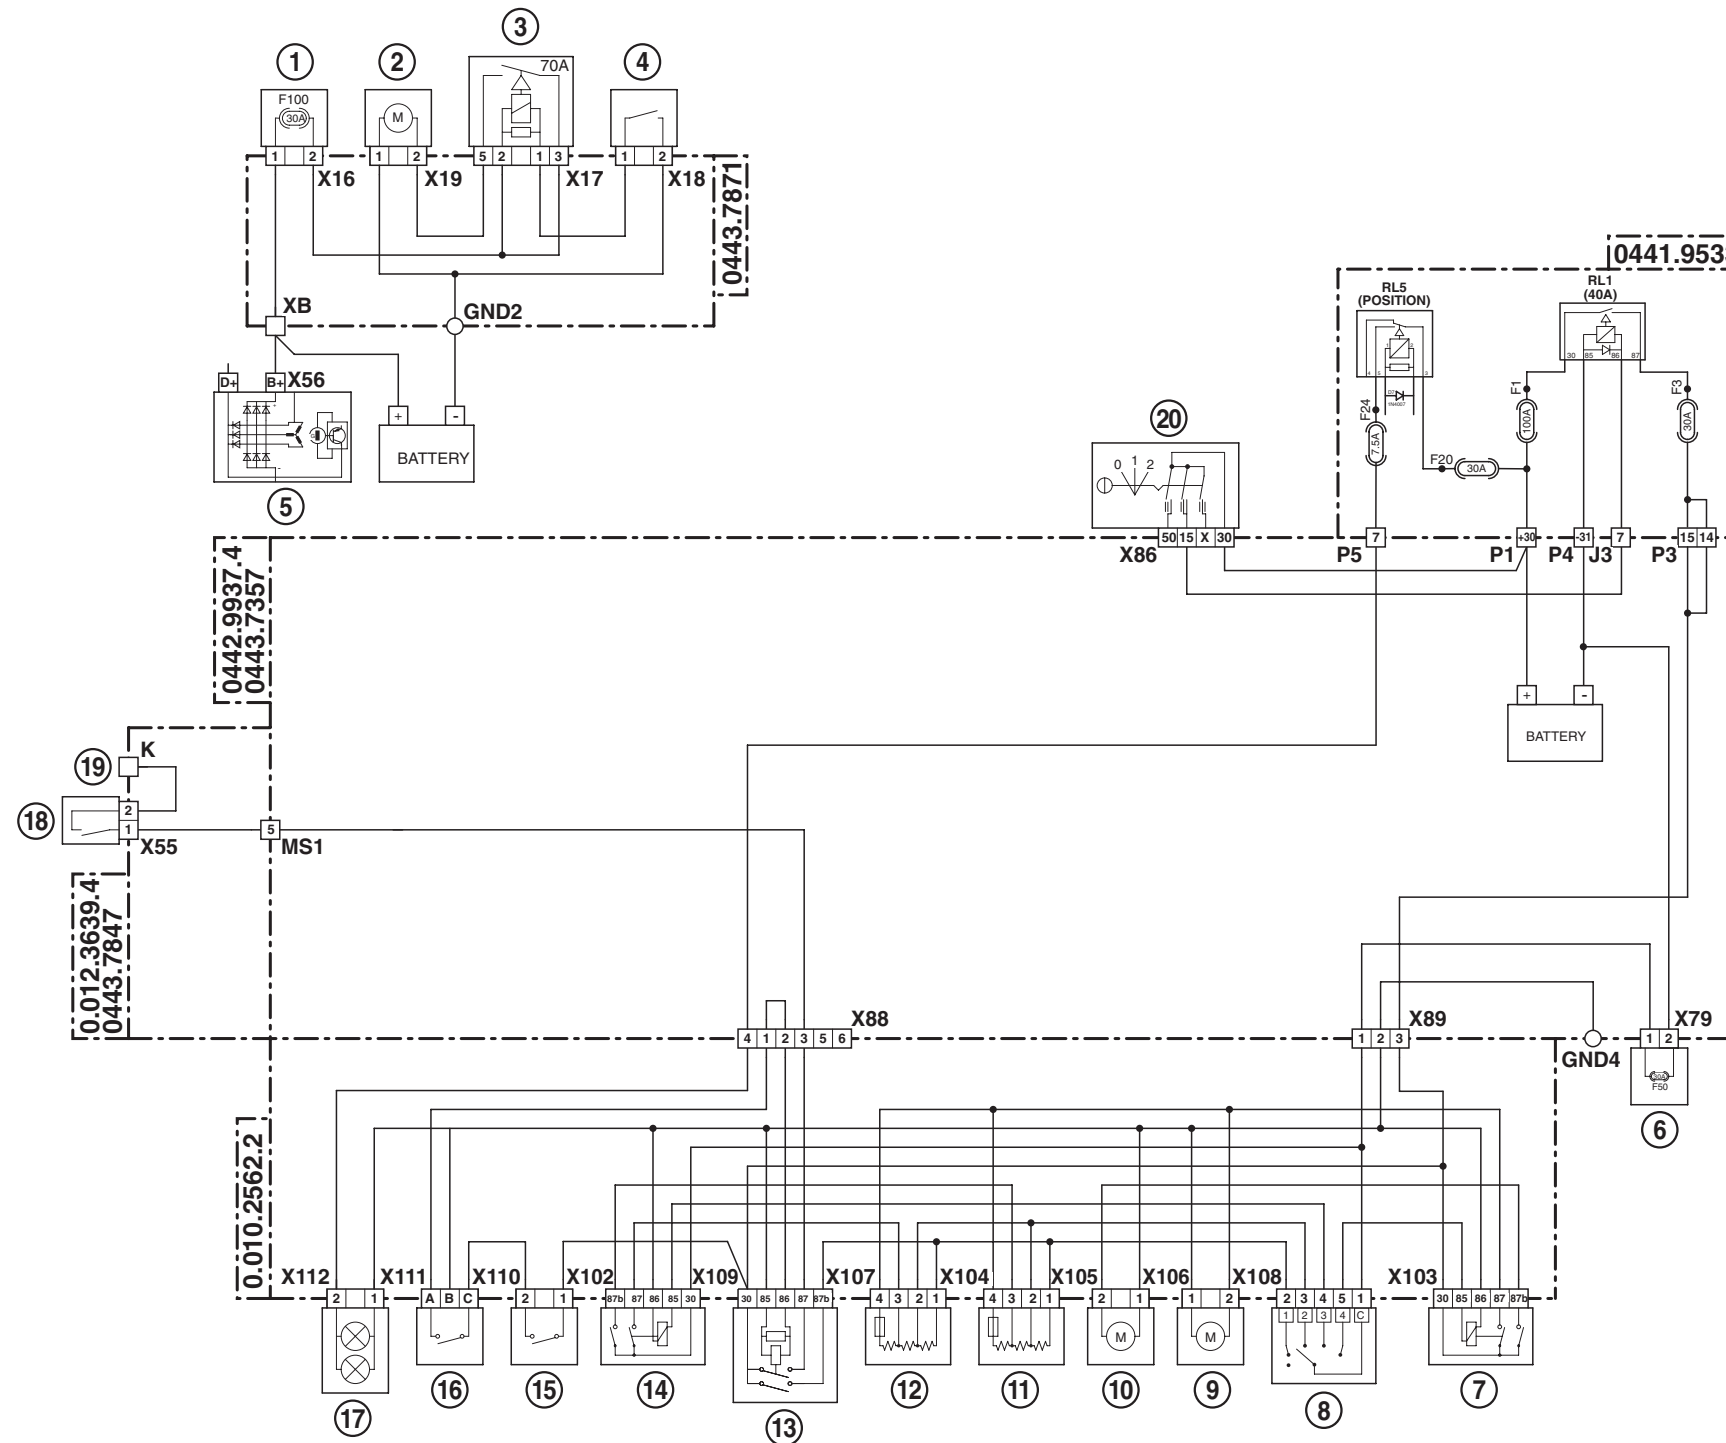 1 2 3 4
F100
30A
M
70A
1 2
1 2
5 2 1 3
1 2
X16 X19 X17 X18
0443.7871
XB
GND2
D+ B+ X56
+ -
BATTERY
5
0441.953
RL5
(POSITION)
RL1
(40A)
30 85 86 87
1N4007
F24
7.5A
F20
30A
F1
100A
F3
30A
20
0 1 2
50 15 X 30
X86
7
P5
+30
P1
-31
P4
7
J3
15 14
P3
0442.9937.4
0443.7357
+ -
BATTERY
K
19
18
2
1
X55
5
MS1
0.012.3639.4
0443.7847
4 1 2 3 5 6
X88
1 2 3
X89
GND4
1 2
X79
30A
F50
6
0.010.2562.2
X112 X111 X110 X102 X109 X107 X104 X105 X106 X108 X103
2 1
A B C
2 1
87b 87 86 85 30
30 85 86 87 87b
4 3 2 1
4 3 2 1
2 1
1 2
2 3 4 5 1
30 85 86 87 87b
1 2 3 4 C
M
M
17 16 15 14 13 12 11 10 9 8 7